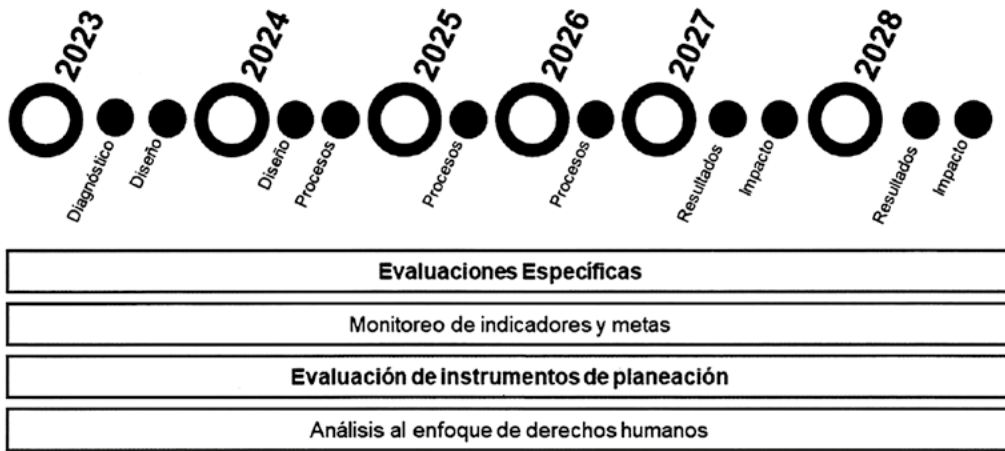 2023
2024
2025
2026
2027
2028
Diagnóstico
Diseño
Diseño
Procesos
Procesos
Procesos
Resultados
Impacto
Resultados
Impacto
Evaluaciones Específicas
Monitoreo de indicadores y metas
Evaluación de instrumentos de planeación
Análisis al enfoque de derechos humanos